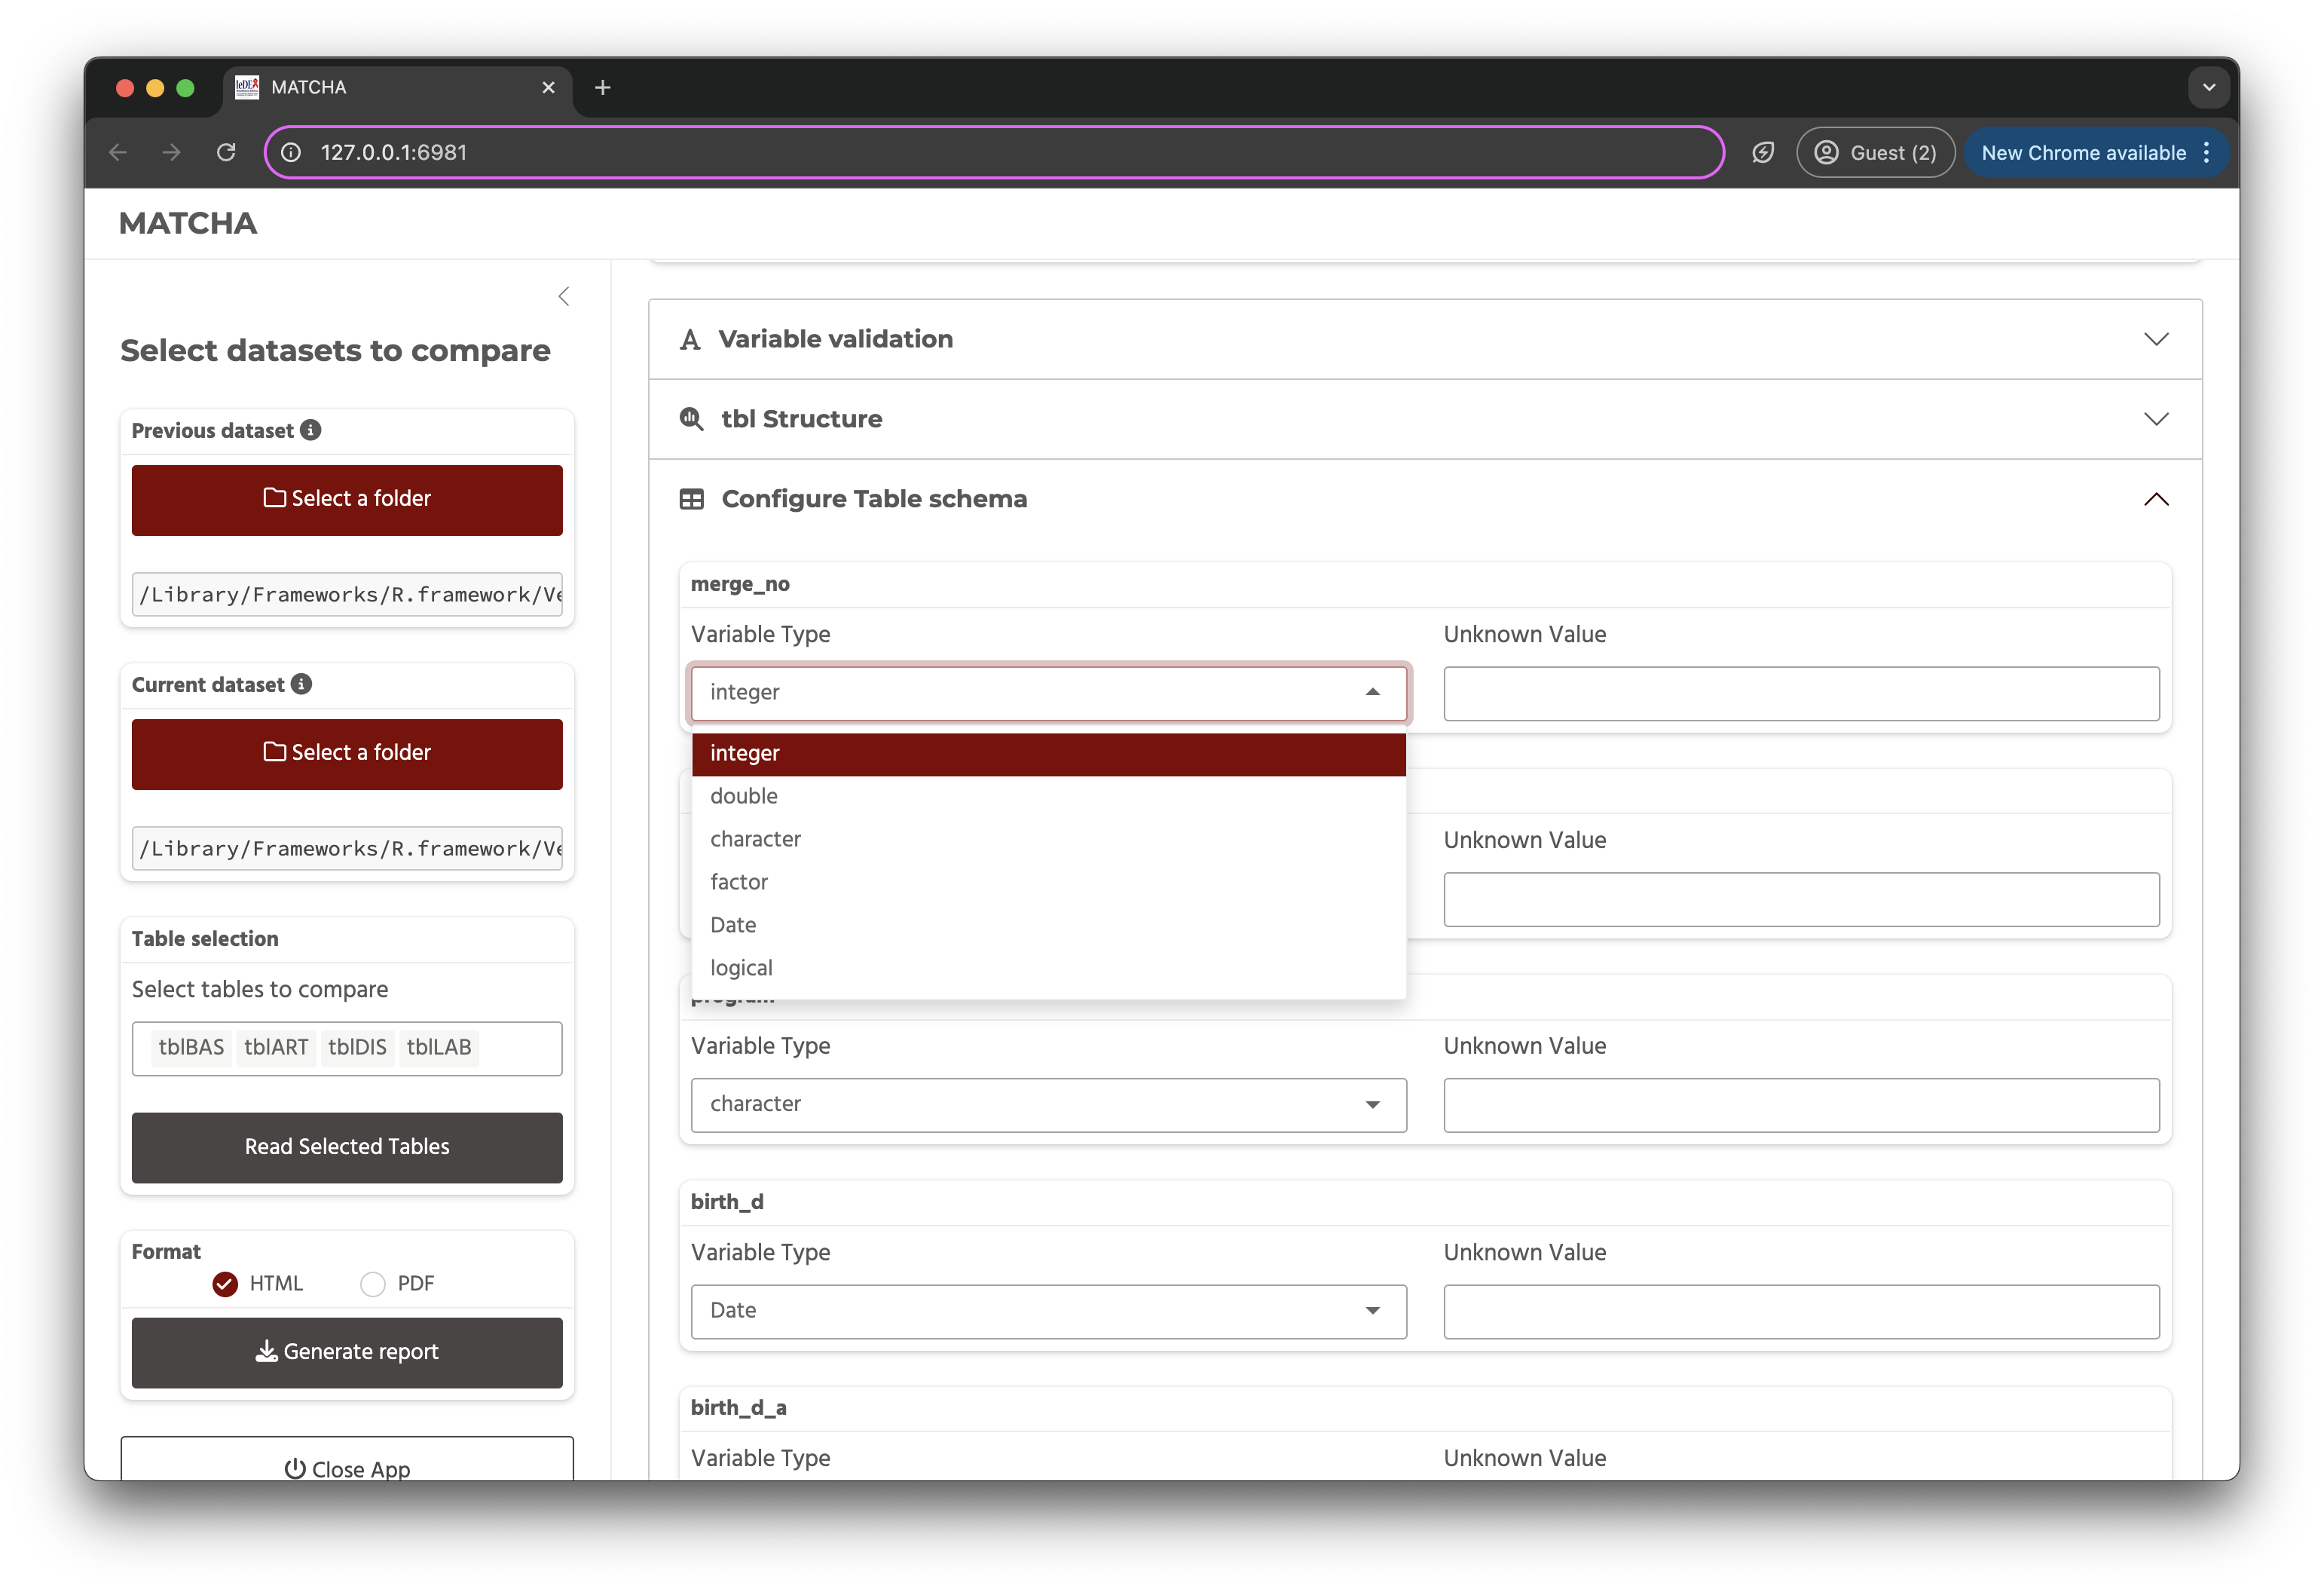 IeDEA
MATCHA
127.0.0.1:6981
Guest (2)
New Chrome available
MATCHA
Select datasets to compare
Previous dataset
Select a folder
/Library/Frameworks/R.framework/Ve
Current dataset
Select a folder
/Library/Frameworks/R.framework/Ve
Table selection
Select tables to compare
tblBAS tblART tblDIS tblLAB
Read Selected Tables
Format
HTML PDF
Generate report
Close App
Variable validation
tbl Structure
Configure Table schema
merge_no
Variable Type Unknown Value
integer
integer
double
character
factor
Date
logical
Unknown Value
program
Variable Type Unknown Value
character
birth_d
Variable Type Unknown Value
Date
birth_d_a
Variable Type Unknown Value